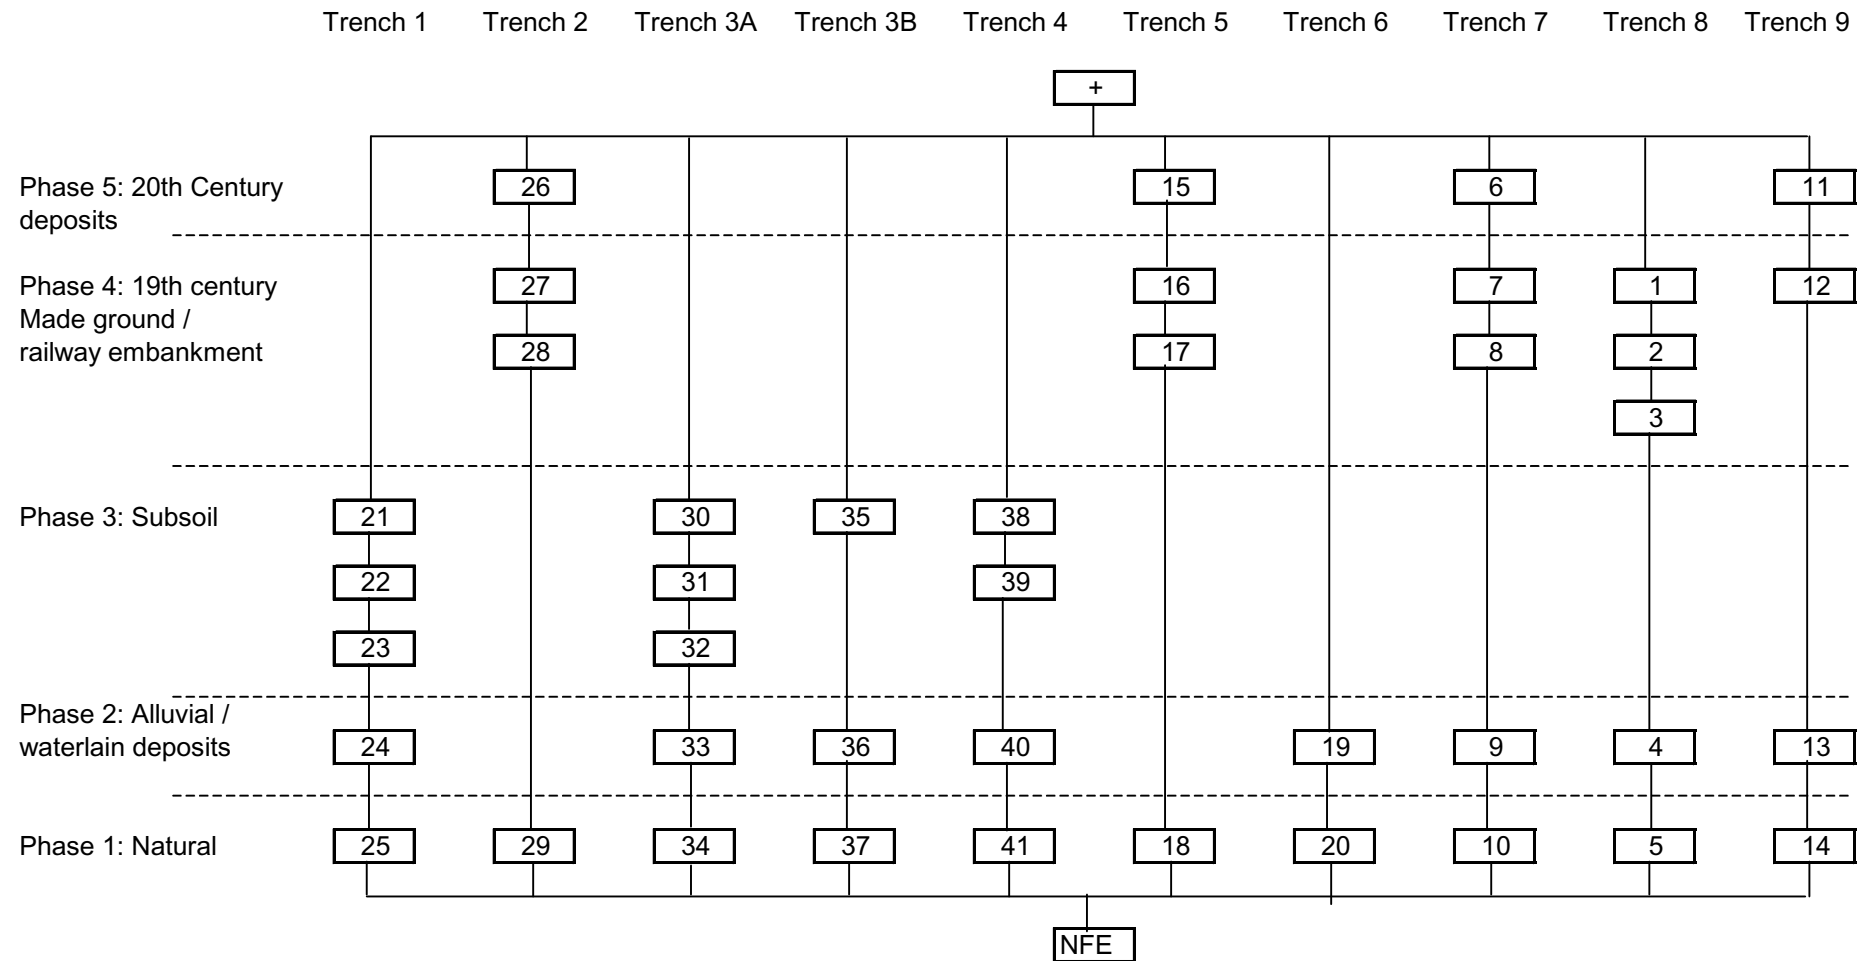 Trench 1 Trench 2 Trench 3A Trench 3B Trench 4 Trench 5 Trench 6 Trench 7 Trench 8 Trench 9
+
Phase 5: 20th Century
deposits
26 15 6 11
Phase 4: 19th century
Made ground /
railway embankment
27 16 7 1 12
28 17 8 2
3
Phase 3: Subsoil
21 30 35 38
22 31 39
23 32
Phase 2: Alluvial /
waterlain deposits
24 33 36 40 19 9 4 13
Phase 1: Natural
25 29 34 37 41 18 20 10 5 14
NFE